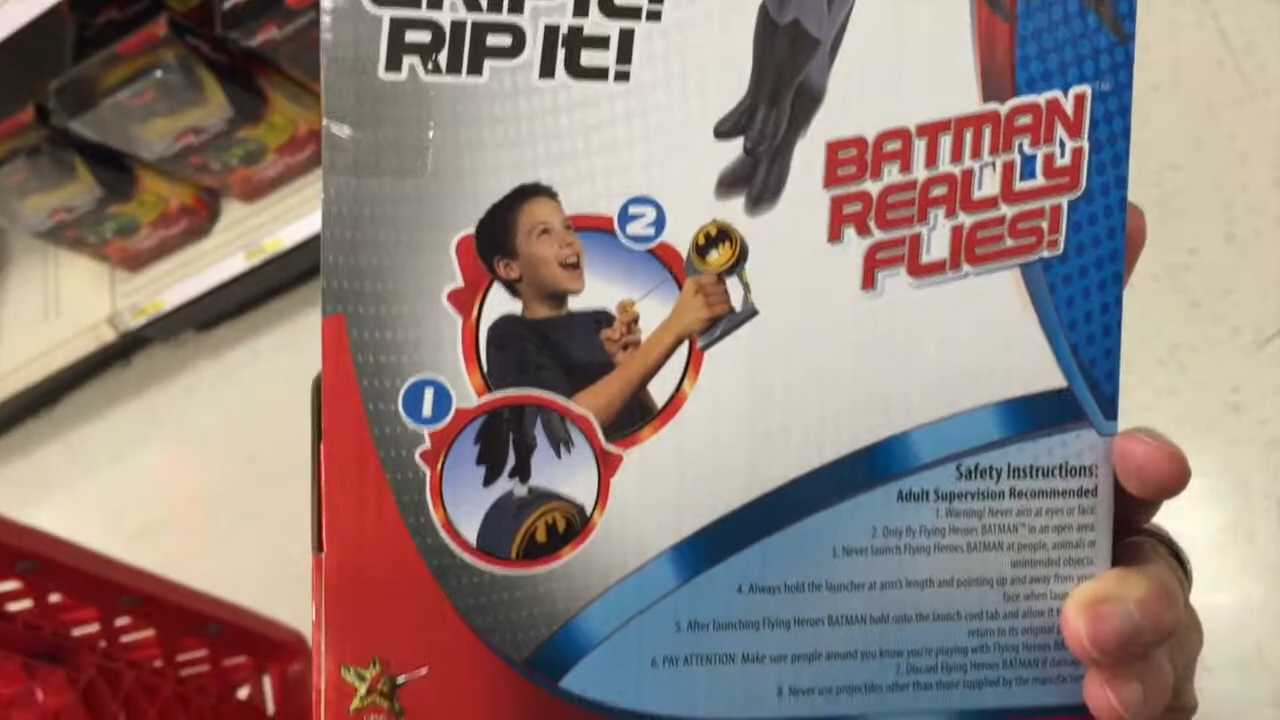 RIP It!
BATMAN
REALLY
FLIES!
2
1
Safety Instructions:
Adult Supervision Recommended
1. Warning! Never aim at eyes or face.
2. Only fly Flying Heroes BATMAN™ in an open area.
3. Never launch Flying Heroes BATMAN at people, animals or
unintended objects.
4. Always hold the launcher at arm's length and pointing up and away from your
face when
5. After launching Flying Heroes BATMAN hold onto the launch cord tab and allow it
return to its original
6. PAY ATTENTION: Make sure people around you know you're playing with Flying Heroes
7. Discard Flying Heroes BATMAN if
8. Never use projectiles other than those supplied by the